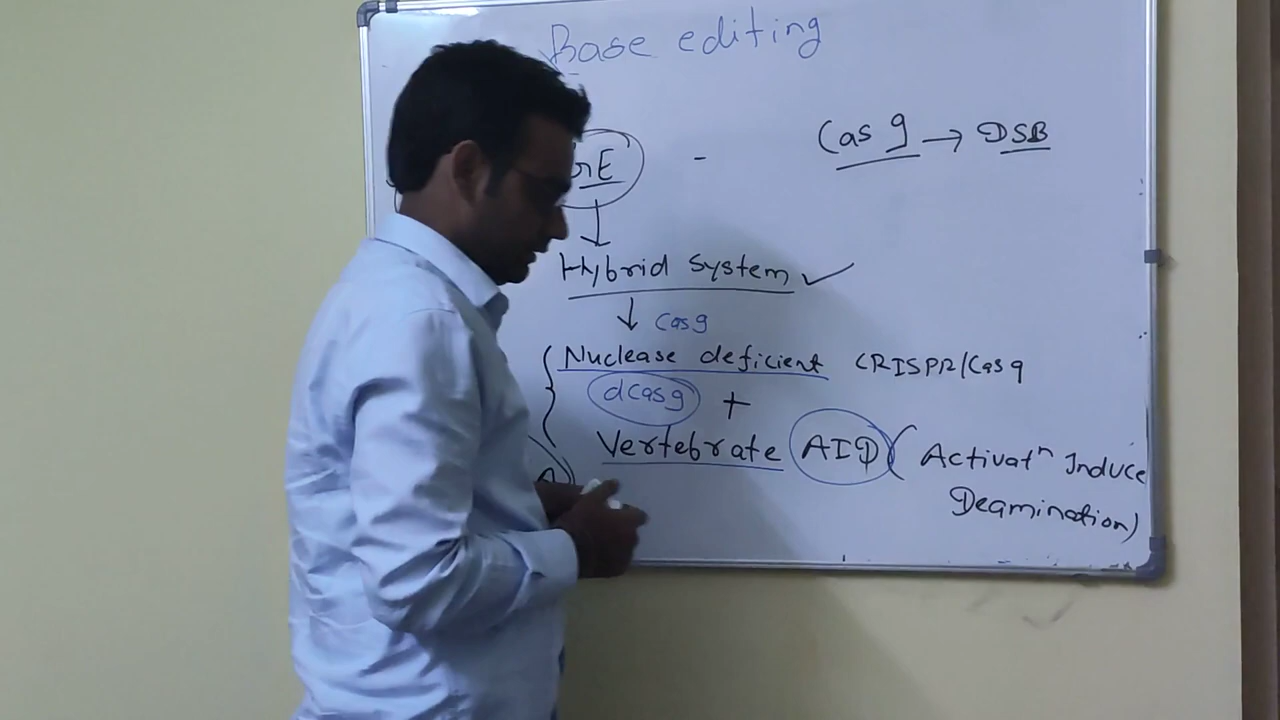 Base editing
Cas 9 → DSB
Hybrid system ✓
↓ Cas9
Nuclease deficient CRISPR/Cas9
dcas9 +
Vertebrate AID (Activatⁿ Induce
Deamination)